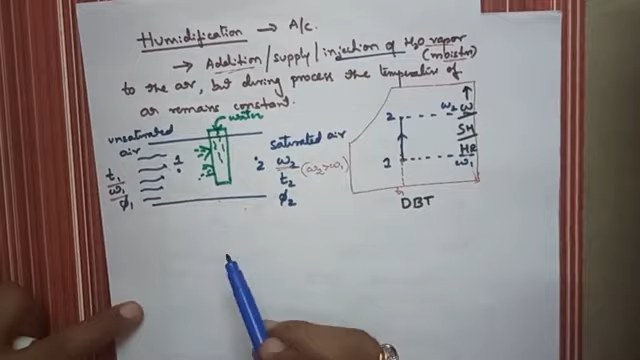 Humidification → A/c.
→ Addition/supply/injection of H2O vapor
(moistur)
to the air, but during process the temperature of
air remains constant.
water
unsaturated
air
1
2
t1
ω1
ϕ1
saturated air
ω2 (ω2>ω1)
t2
ϕ2
2
1
ω2
ω
SH
HR
ω1
DBT